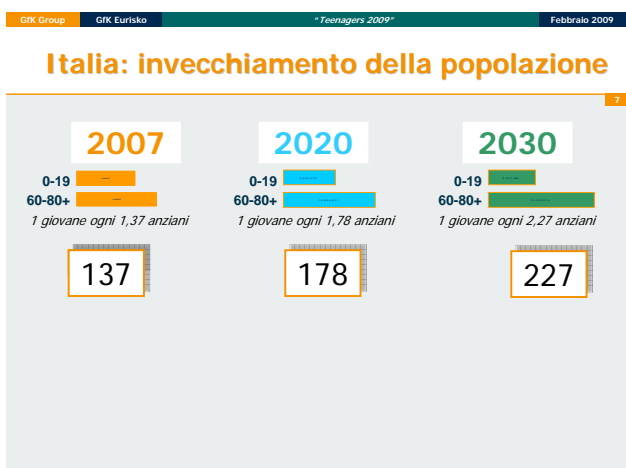 GfK Group GfK Eurisko "Teenagers 2009" Febbraio 2009
Italia: invecchiamento della popolazione
7
2007 2020 2030
0-19 0-19 0-19
60-80+ 60-80+ 60-80+
1 giovane ogni 1,37 anziani 1 giovane ogni 1,78 anziani 1 giovane ogni 2,27 anziani
137 178 227